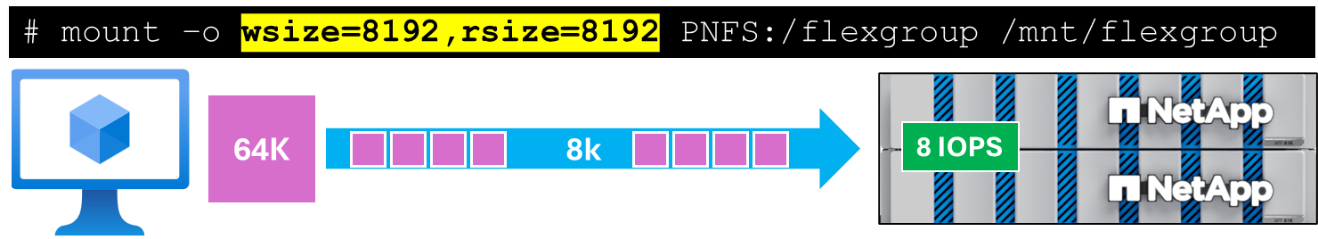 # mount –o wsize=8192,rsize=8192 PNFS:/flexgroup /mnt/flexgroup
64K
8k
8 IOPS
NetApp
NetApp